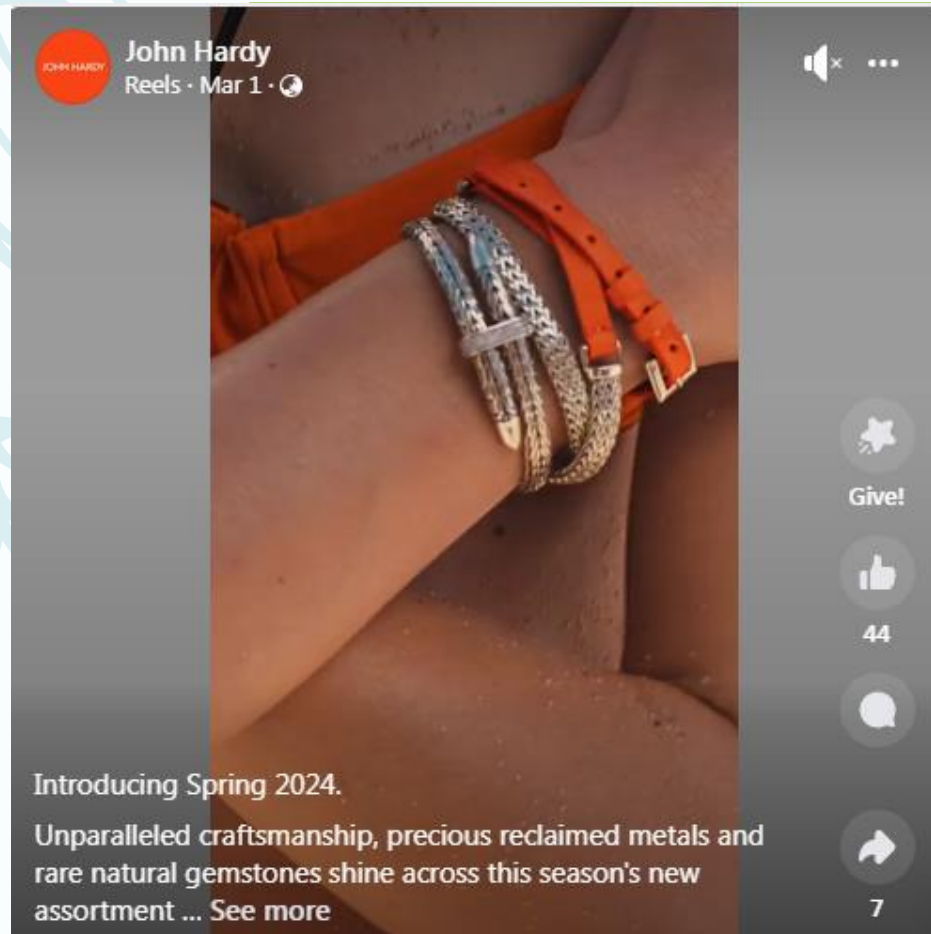 JOHN HARDY
John Hardy
Reels · Mar 1 ·
Give!
44
7
Introducing Spring 2024.
Unparalleled craftsmanship, precious reclaimed metals and
rare natural gemstones shine across this season's new
assortment ... See more